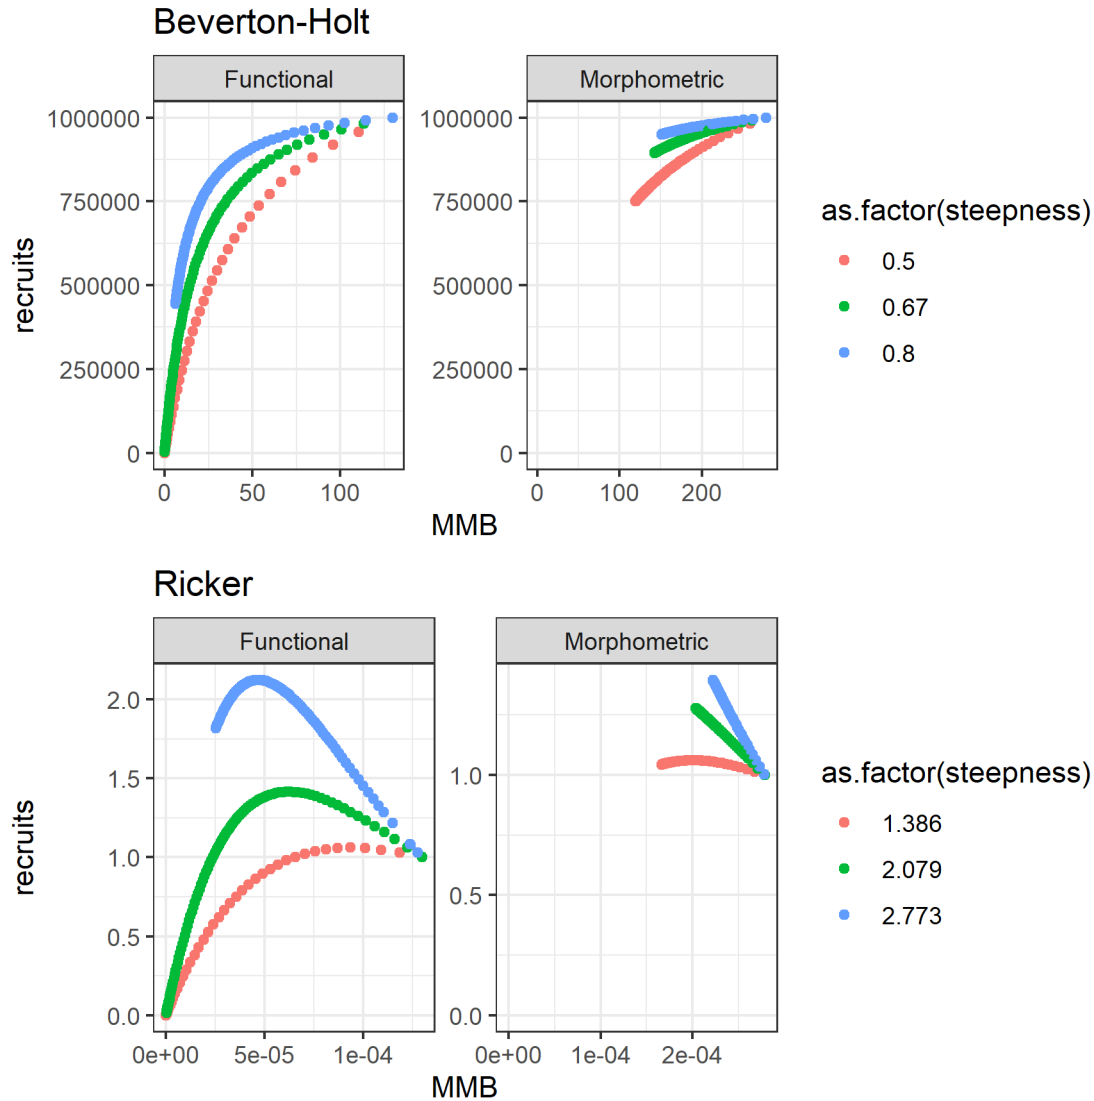 Beverton-Holt
Functional
Morphometric
1000000
750000
500000
250000
0
1000000
750000
500000
250000
0
recruits
0 50 100
0 100 200
MMB
as.factor(steepness)
0.5
0.67
0.8
Ricker
Functional
Morphometric
2.0
1.5
1.0
0.5
0.0
1.0
0.5
0.0
recruits
0e+00 5e-05 1e-04
0e+00 1e-04 2e-04
MMB
as.factor(steepness)
1.386
2.079
2.773